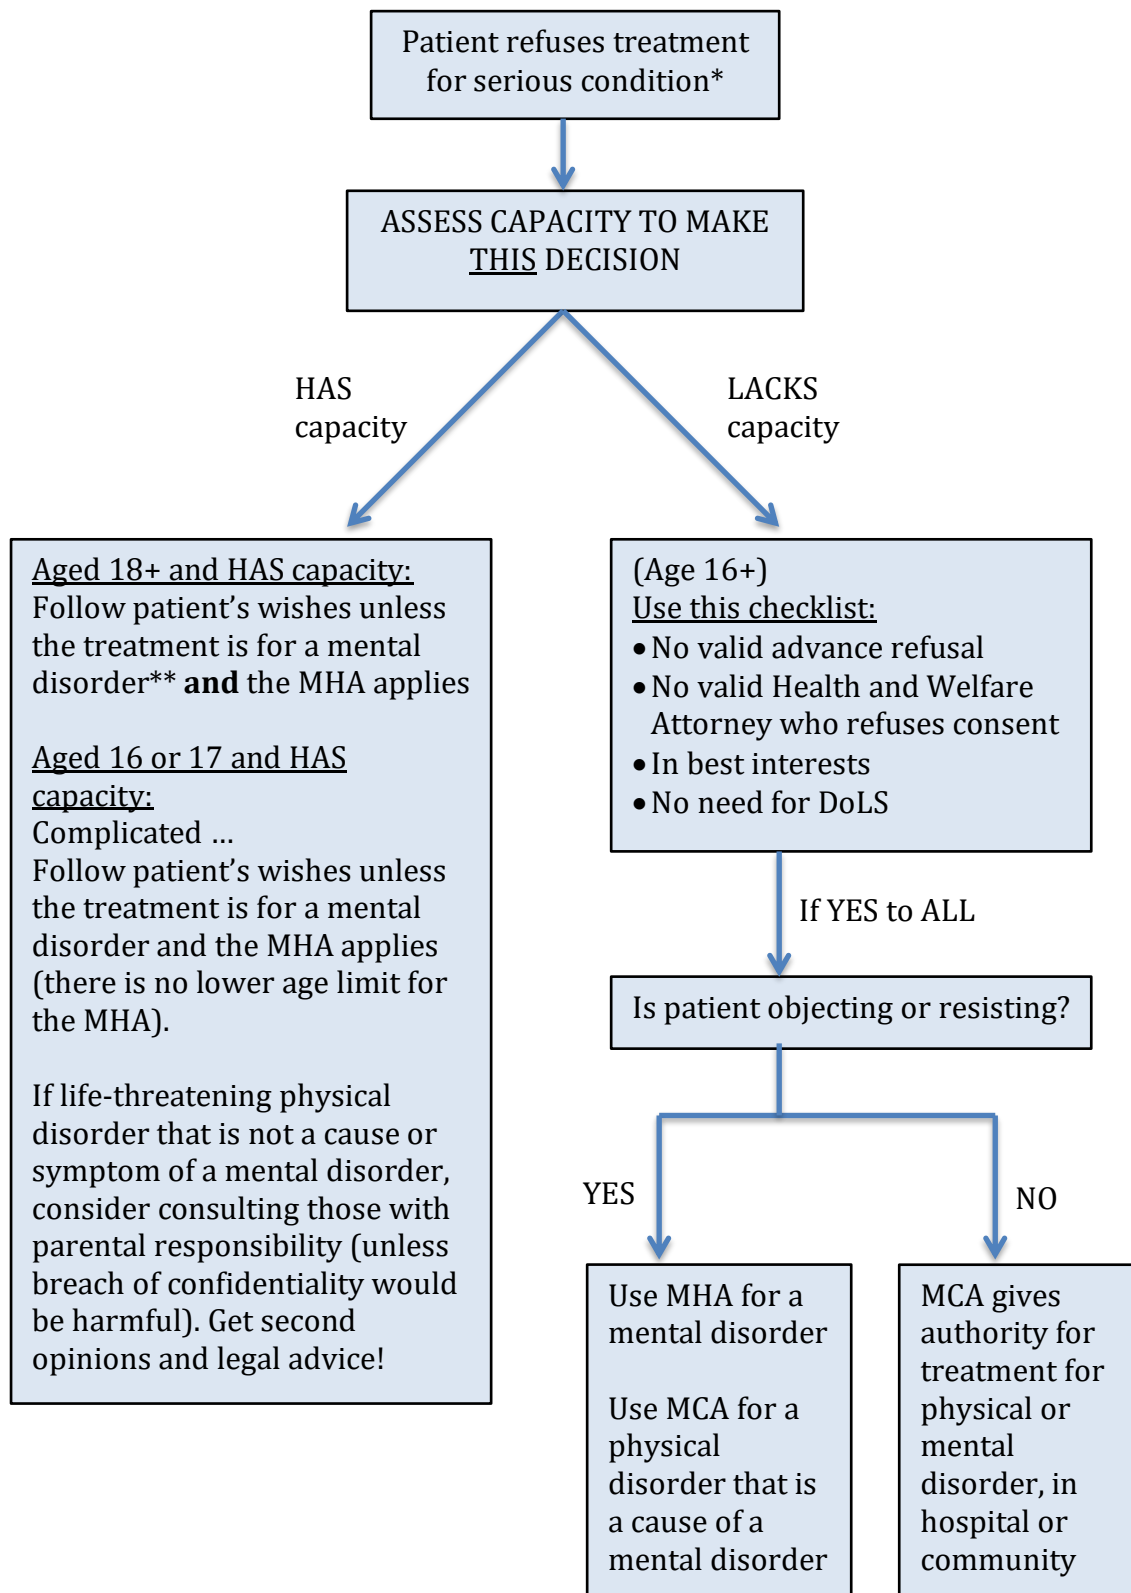 Patient refuses treatment
for serious condition*
ASSESS CAPACITY TO MAKE
THIS DECISION
HAS
capacity
LACKS
capacity
Aged 18+ and HAS capacity:
Follow patient’s wishes unless
the treatment is for a mental
disorder** and the MHA applies
Aged 16 or 17 and HAS
capacity:
Complicated …
Follow patient’s wishes unless
the treatment is for a mental
disorder and the MHA applies
(there is no lower age limit for
the MHA).
If life-threatening physical
disorder that is not a cause or
symptom of a mental disorder,
consider consulting those with
parental responsibility (unless
breach of confidentiality would
be harmful). Get second
opinions and legal advice!
(Age 16+)
Use this checklist:
• No valid advance refusal
• No valid Health and Welfare
Attorney who refuses consent
• In best interests
• No need for DoLS
If YES to ALL
Is patient objecting or resisting?
YES
NO
Use MHA for a
mental disorder
Use MCA for a
physical
disorder that is
a cause of a
mental disorder
MCA gives
authority for
treatment for
physical or
mental
disorder, in
hospital or
community